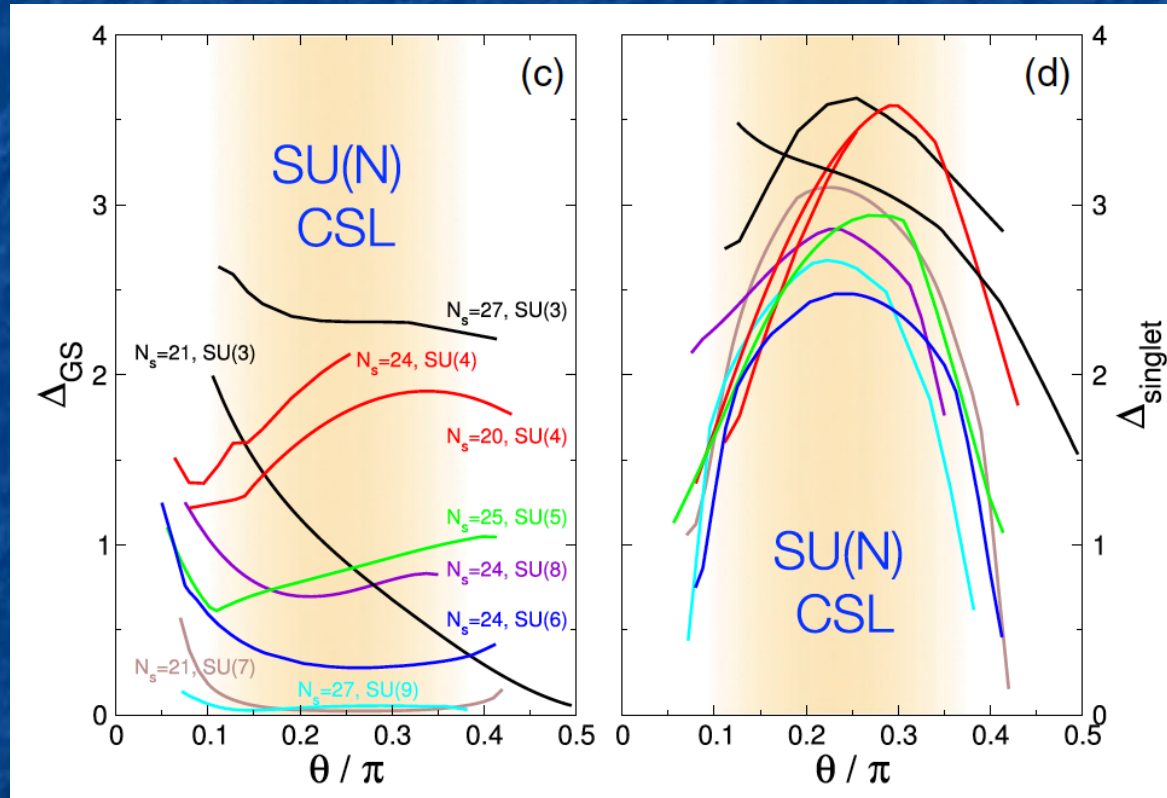 4
(c)
(d)
4
SU(N)
CSL
3
3
N_s=27, SU(3)
N_s=21, SU(3)
N_s=24, SU(4)
Δ_GS
2
2
Δ_singlet
N_s=20, SU(4)
N_s=25, SU(5)
1
N_s=24, SU(8)
SU(N)
CSL
1
N_s=24, SU(6)
N_s=21, SU(7)
N_s=27, SU(9)
0
0
0 0.1 0.2 0.3 0.4 0.5
0 0.1 0.2 0.3 0.4 0.5
θ / π
θ / π